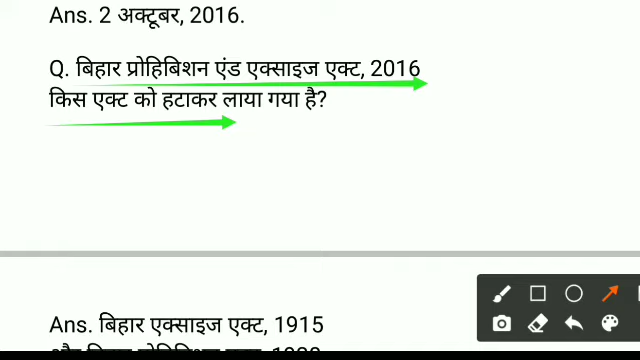 Ans. 2 अक्टूबर, 2016.
Q. बिहार प्रोहिबिशन एंड एक्साइज एक्ट, 2016
किस एक्ट को हटाकर लाया गया है?
Ans. बिहार एक्साइज एक्ट, 1915